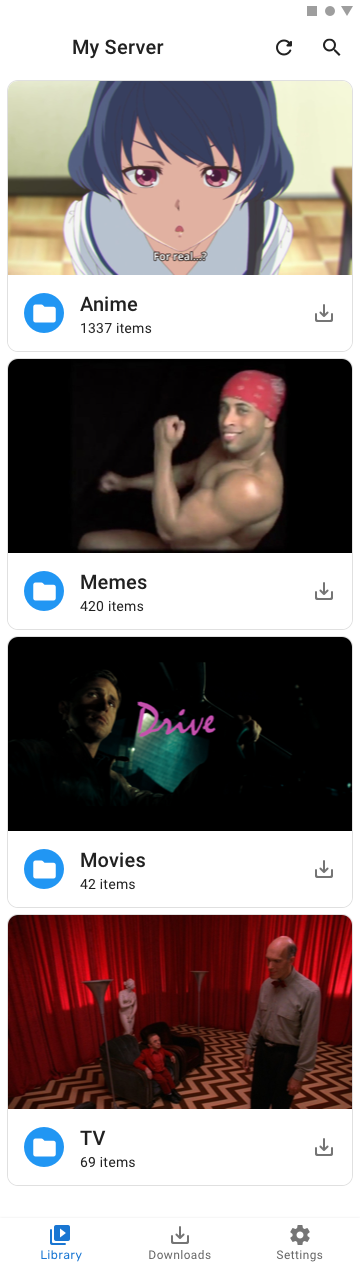 My Server
For real...?
Anime
1337 items
Memes
420 items
Drive
Movies
42 items
TV
69 items
Library
Downloads
Settings